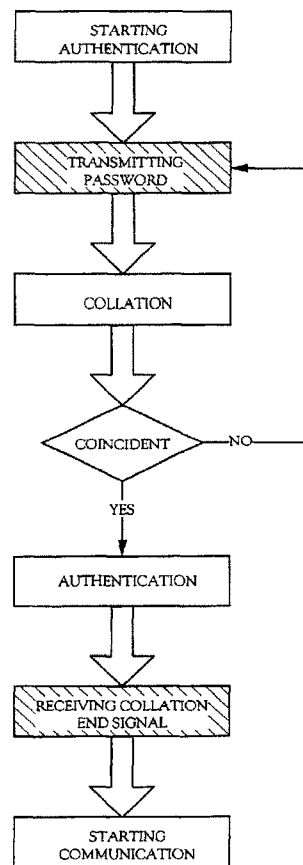 STARTING
AUTHENTICATION
TRANSMITTING
PASSWORD
COLLATION
COINCIDENT
NO
YES
AUTHENTICATION
RECEIVING COLLATION
END SIGNAL
STARTING
COMMUNICATION